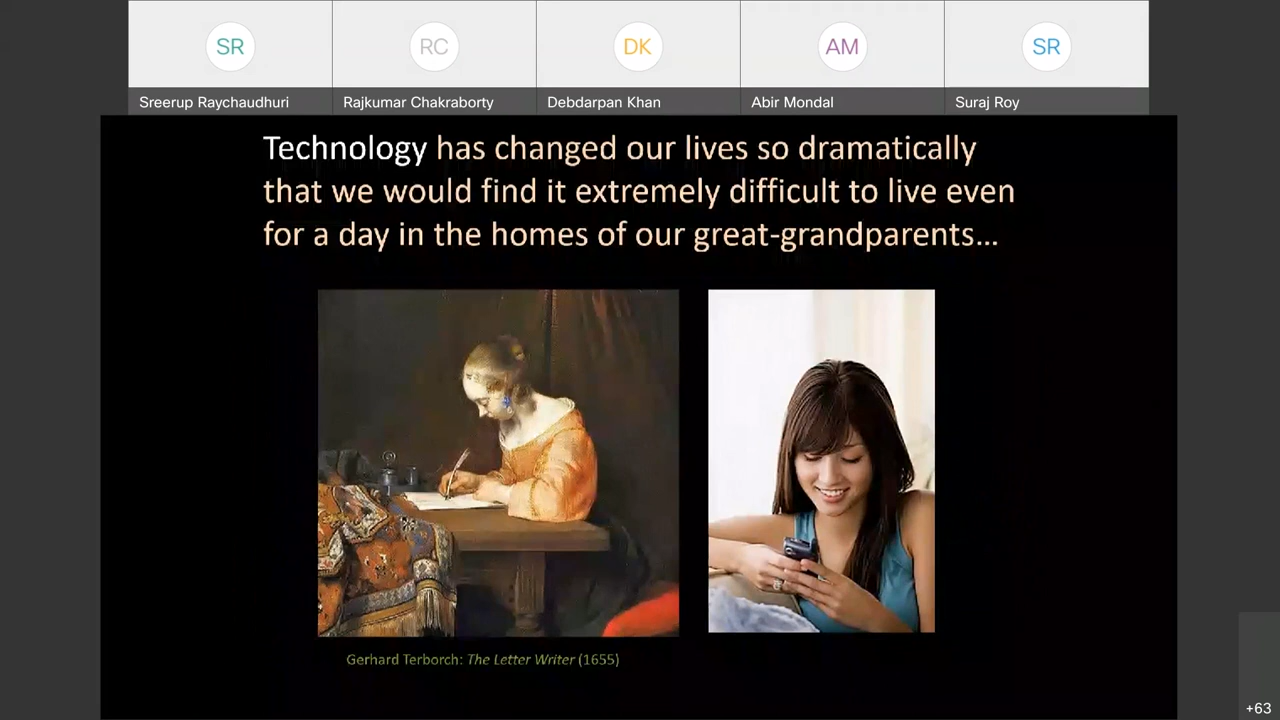 SR
RC
DK
AM
SR
Sreerup Raychaudhuri
Rajkumar Chakraborty
Debdarpan Khan
Abir Mondal
Suraj Roy
Technology has changed our lives so dramatically
that we would find it extremely difficult to live even
for a day in the homes of our great-grandparents…
Gerhard Terborch: The Letter Writer (1655)
+63